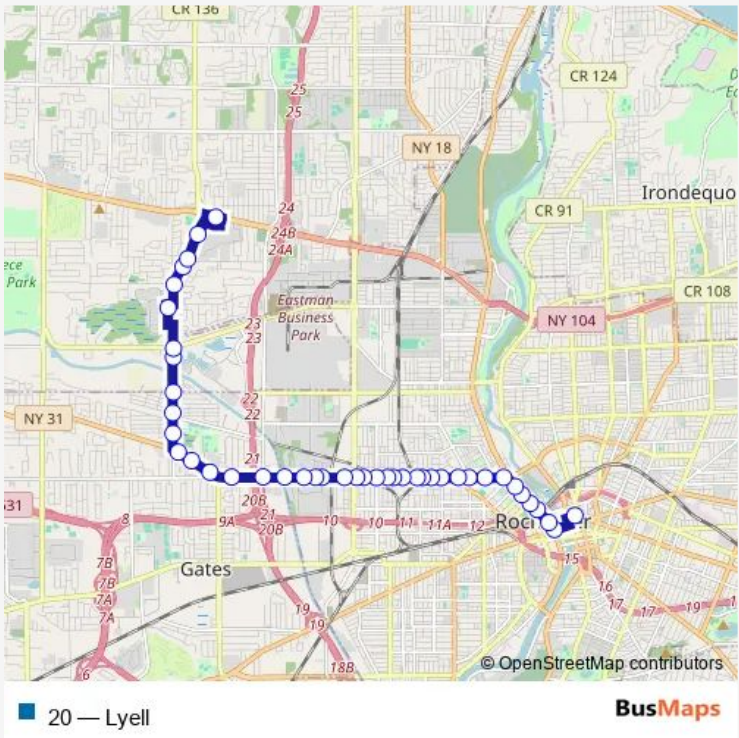 CR 136
25
25
CR 124
NY 18
Irondequo
CR 91
24
24B
24A
ece
Park
Eastman
Business
Park
CR 108
NY 104
23
23
22
22
NY 31
21
20B
21
20B
31
8
9A
10
10
11
11A
12
Roc
er
7B
7B
7A
7A
Gates
15
16
17
17
19
1
19
19
18B
6
© OpenStreetMap contributors
20 — Lyell
BusMaps